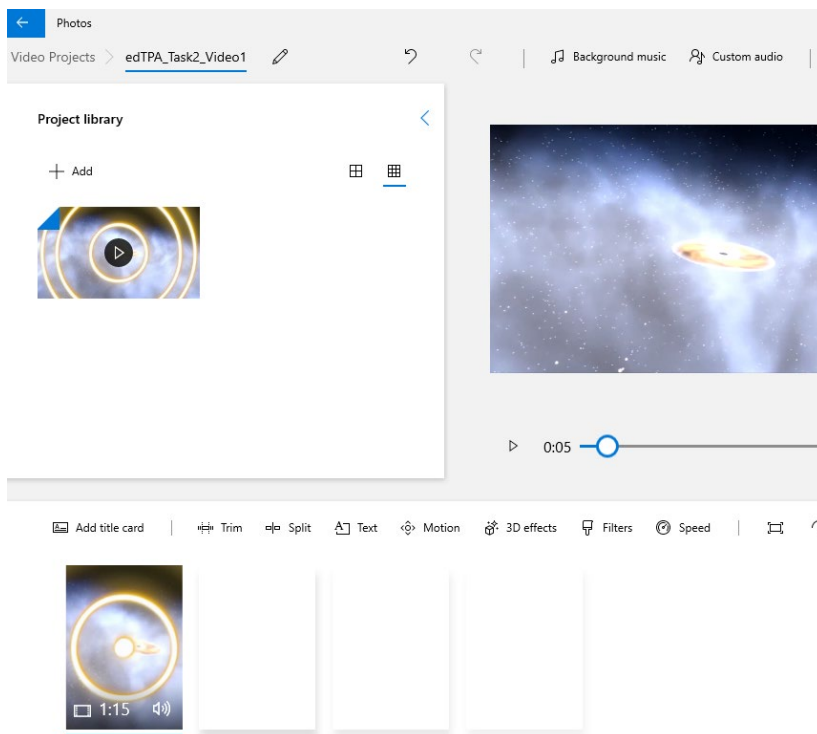 Photos
Video Projects edTPA_Task2_Video1
Background music Custom audio
Project library
Add
0:05
Add title card Trim Split Text Motion 3D effects Filters Speed
1:15